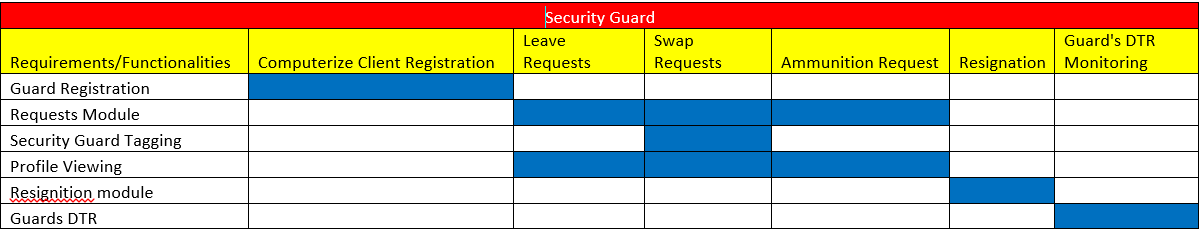 Security Guard
Requirements/Functionalities Computerize Client Registration Leave Requests Swap Requests Ammunition Request Resignation Guard's DTR Monitoring
Guard Registration
Requests Module
Security Guard Tagging
Profile Viewing
Resignition module
Guards DTR